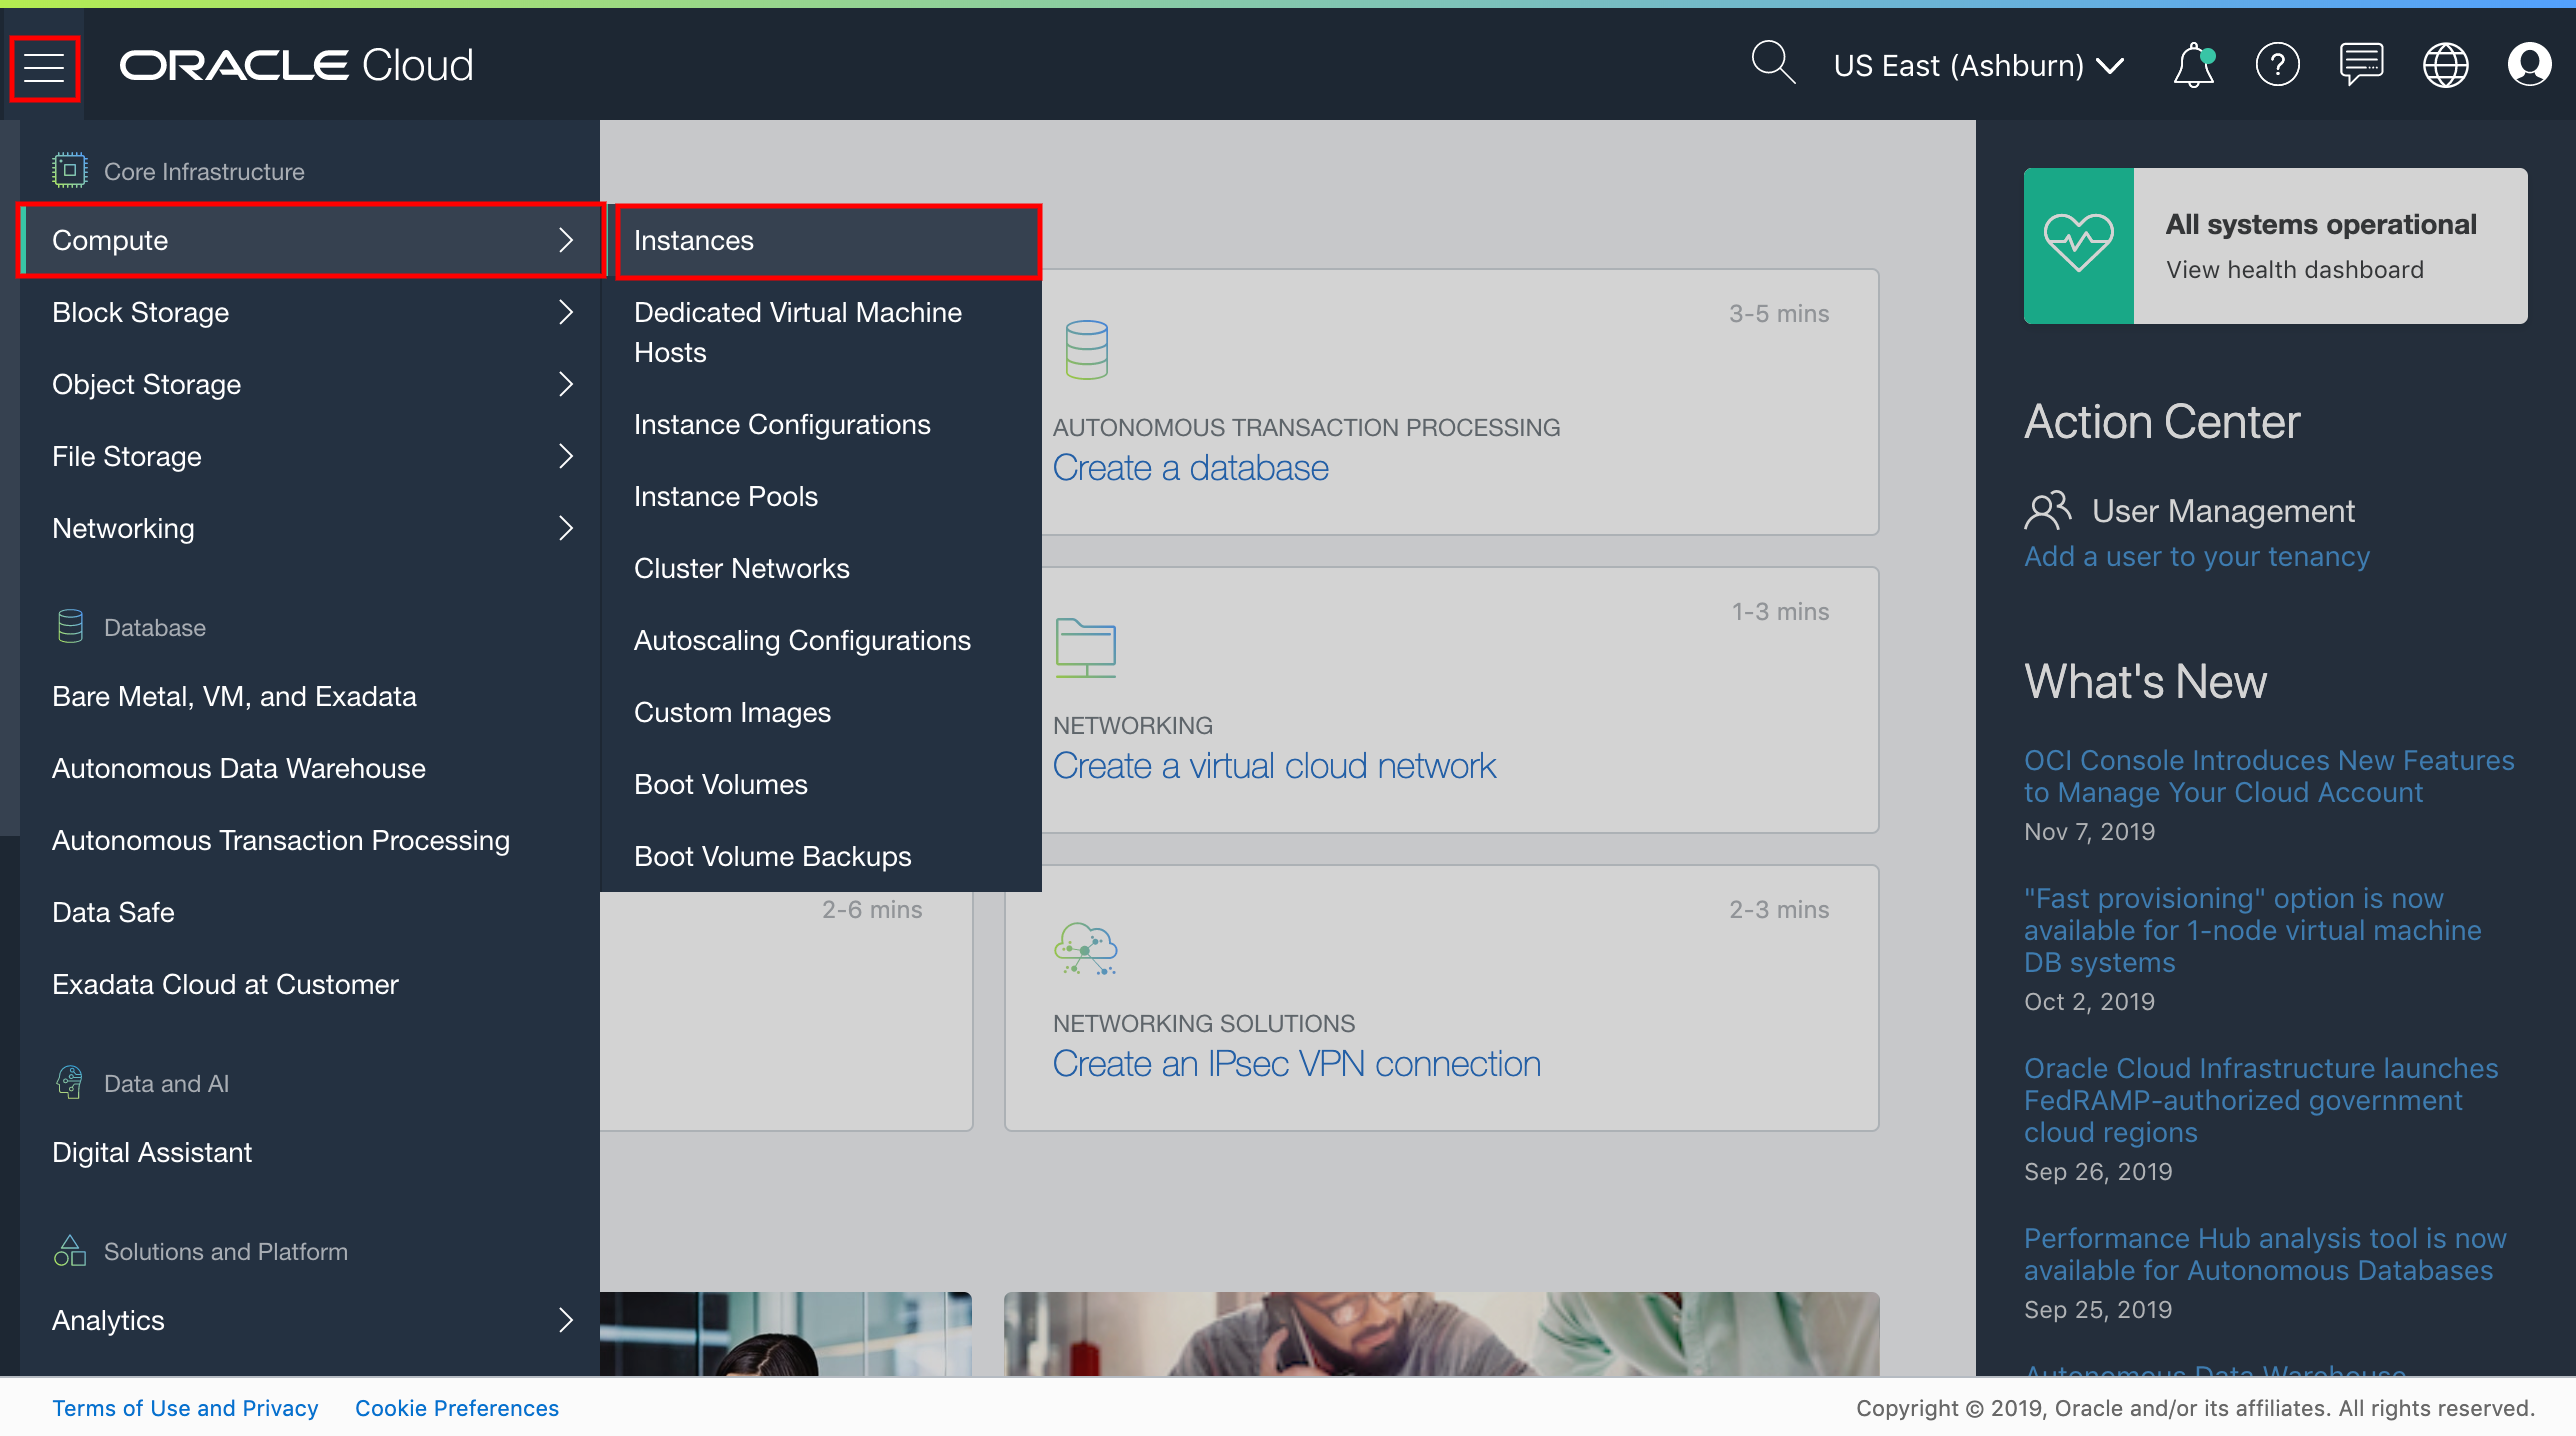 ORACLE Cloud
US East (Ashburn)
Core Infrastructure
Compute
Block Storage
Object Storage
File Storage
Networking
Database
Bare Metal, VM, and Exadata
Autonomous Data Warehouse
Autonomous Transaction Processing
Data Safe
Exadata Cloud at Customer
Data and AI
Digital Assistant
Solutions and Platform
Analytics
Instances
Dedicated Virtual Machine
Hosts
Instance Configurations
Instance Pools
Cluster Networks
Autoscaling Configurations
Custom Images
Boot Volumes
Boot Volume Backups
2-6 mins
3-5 mins
AUTONOMOUS TRANSACTION PROCESSING
Create a database
1-3 mins
NETWORKING
Create a virtual cloud network
2-3 mins
NETWORKING SOLUTIONS
Create an IPsec VPN connection
All systems operational
View health dashboard
Action Center
User Management
Add a user to your tenancy
What's New
OCI Console Introduces New Features
to Manage Your Cloud Account
Nov 7, 2019
"Fast provisioning" option is now
available for 1-node virtual machine
DB systems
Oct 2, 2019
Oracle Cloud Infrastructure launches
FedRAMP-authorized government
cloud regions
Sep 26, 2019
Performance Hub analysis tool is now
available for Autonomous Databases
Sep 25, 2019
Autonomous Data Warehouse
Terms of Use and Privacy
Cookie Preferences
Copyright © 2019, Oracle and/or its affiliates. All rights reserved.